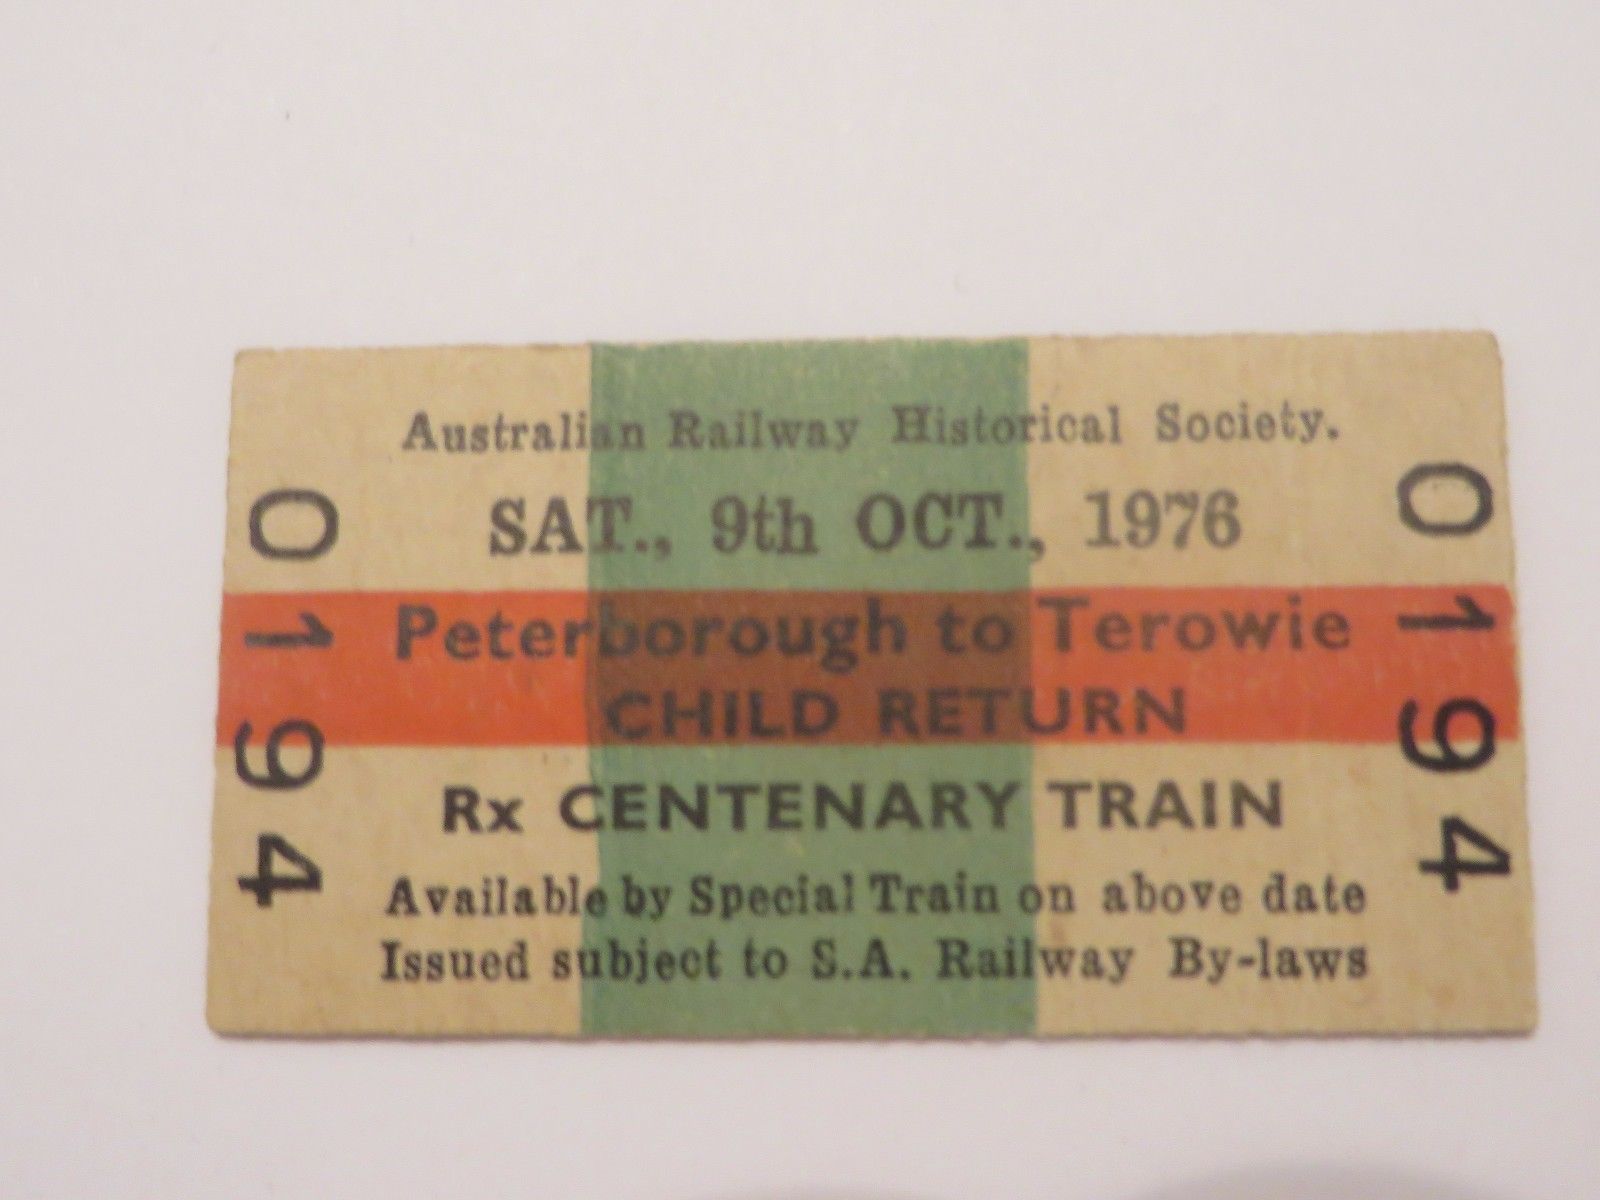 Australian Railway Historical Society.
SAT., 9th OCT., 1976
Peterborough to Terowie
CHILD RETURN
Rx CENTENARY TRAIN
Available by Special Train on above date
Issued subject to S.A. Railway By-laws
0194
0194